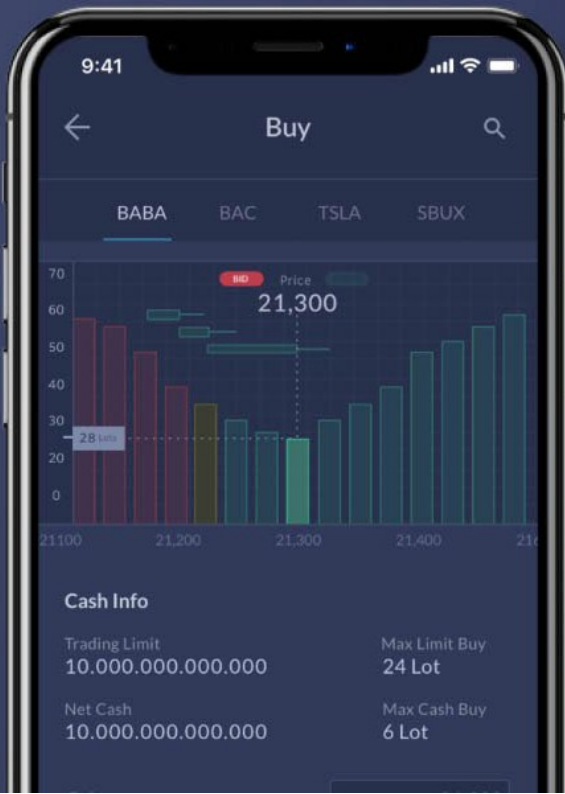 9:41
Buy
BABA BAC TSLA SBUX
70
BID Price
60
21,300
50
40
30
28 Lots
20
0
21100 21,200 21,300 21,400
Cash Info
Trading Limit Max Limit Buy
10.000.000.000.000 24 Lot
Net Cash Max Cash Buy
10.000.000.000.000 6 Lot